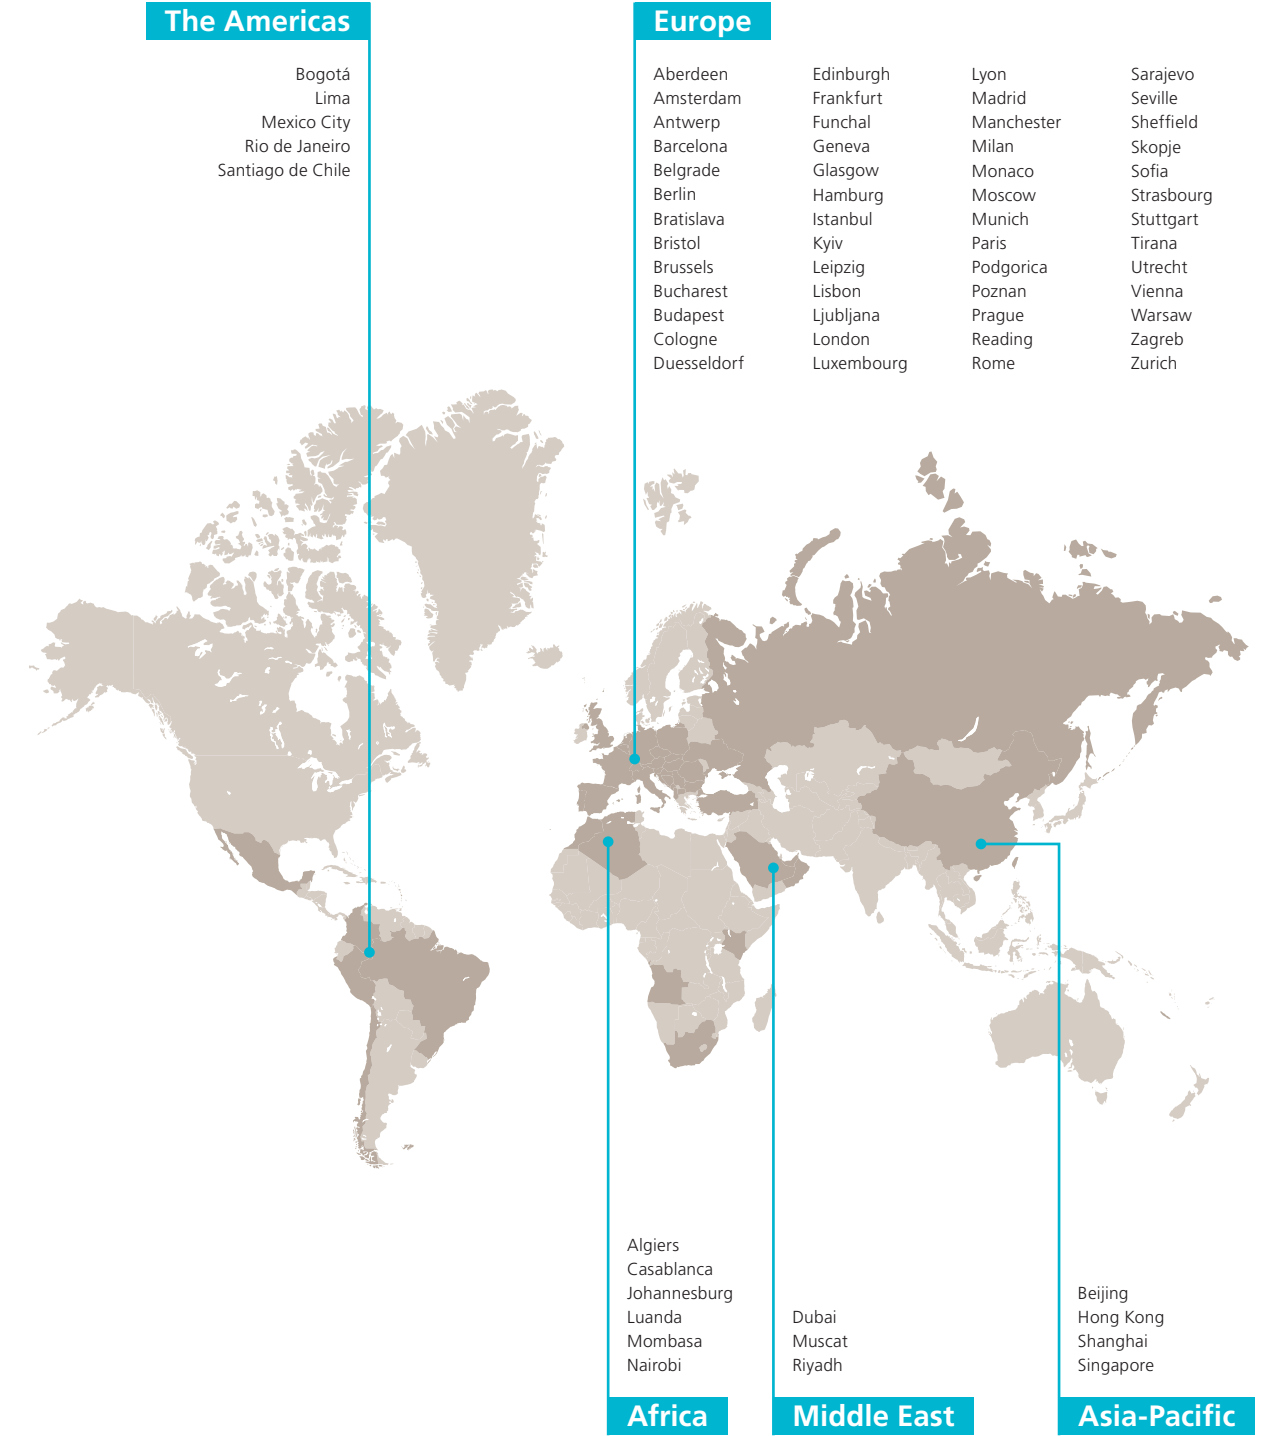 The Americas
Bogotá
Lima
Mexico City
Rio de Janeiro
Santiago de Chile
Europe
Aberdeen
Amsterdam
Antwerp
Barcelona
Belgrade
Berlin
Bratislava
Bristol
Brussels
Bucharest
Budapest
Cologne
Duesseldorf
Edinburgh
Frankfurt
Funchal
Geneva
Glasgow
Hamburg
Istanbul
Kyiv
Leipzig
Lisbon
Ljubljana
London
Luxembourg
Lyon
Madrid
Manchester
Milan
Monaco
Moscow
Munich
Paris
Podgorica
Poznan
Prague
Reading
Rome
Sarajevo
Seville
Sheffield
Skopje
Sofia
Strasbourg
Stuttgart
Tirana
Utrecht
Vienna
Warsaw
Zagreb
Zurich
Algiers
Casablanca
Johannesburg
Luanda
Mombasa
Nairobi
Africa
Dubai
Muscat
Riyadh
Middle East
Beijing
Hong Kong
Shanghai
Singapore
Asia-Pacific